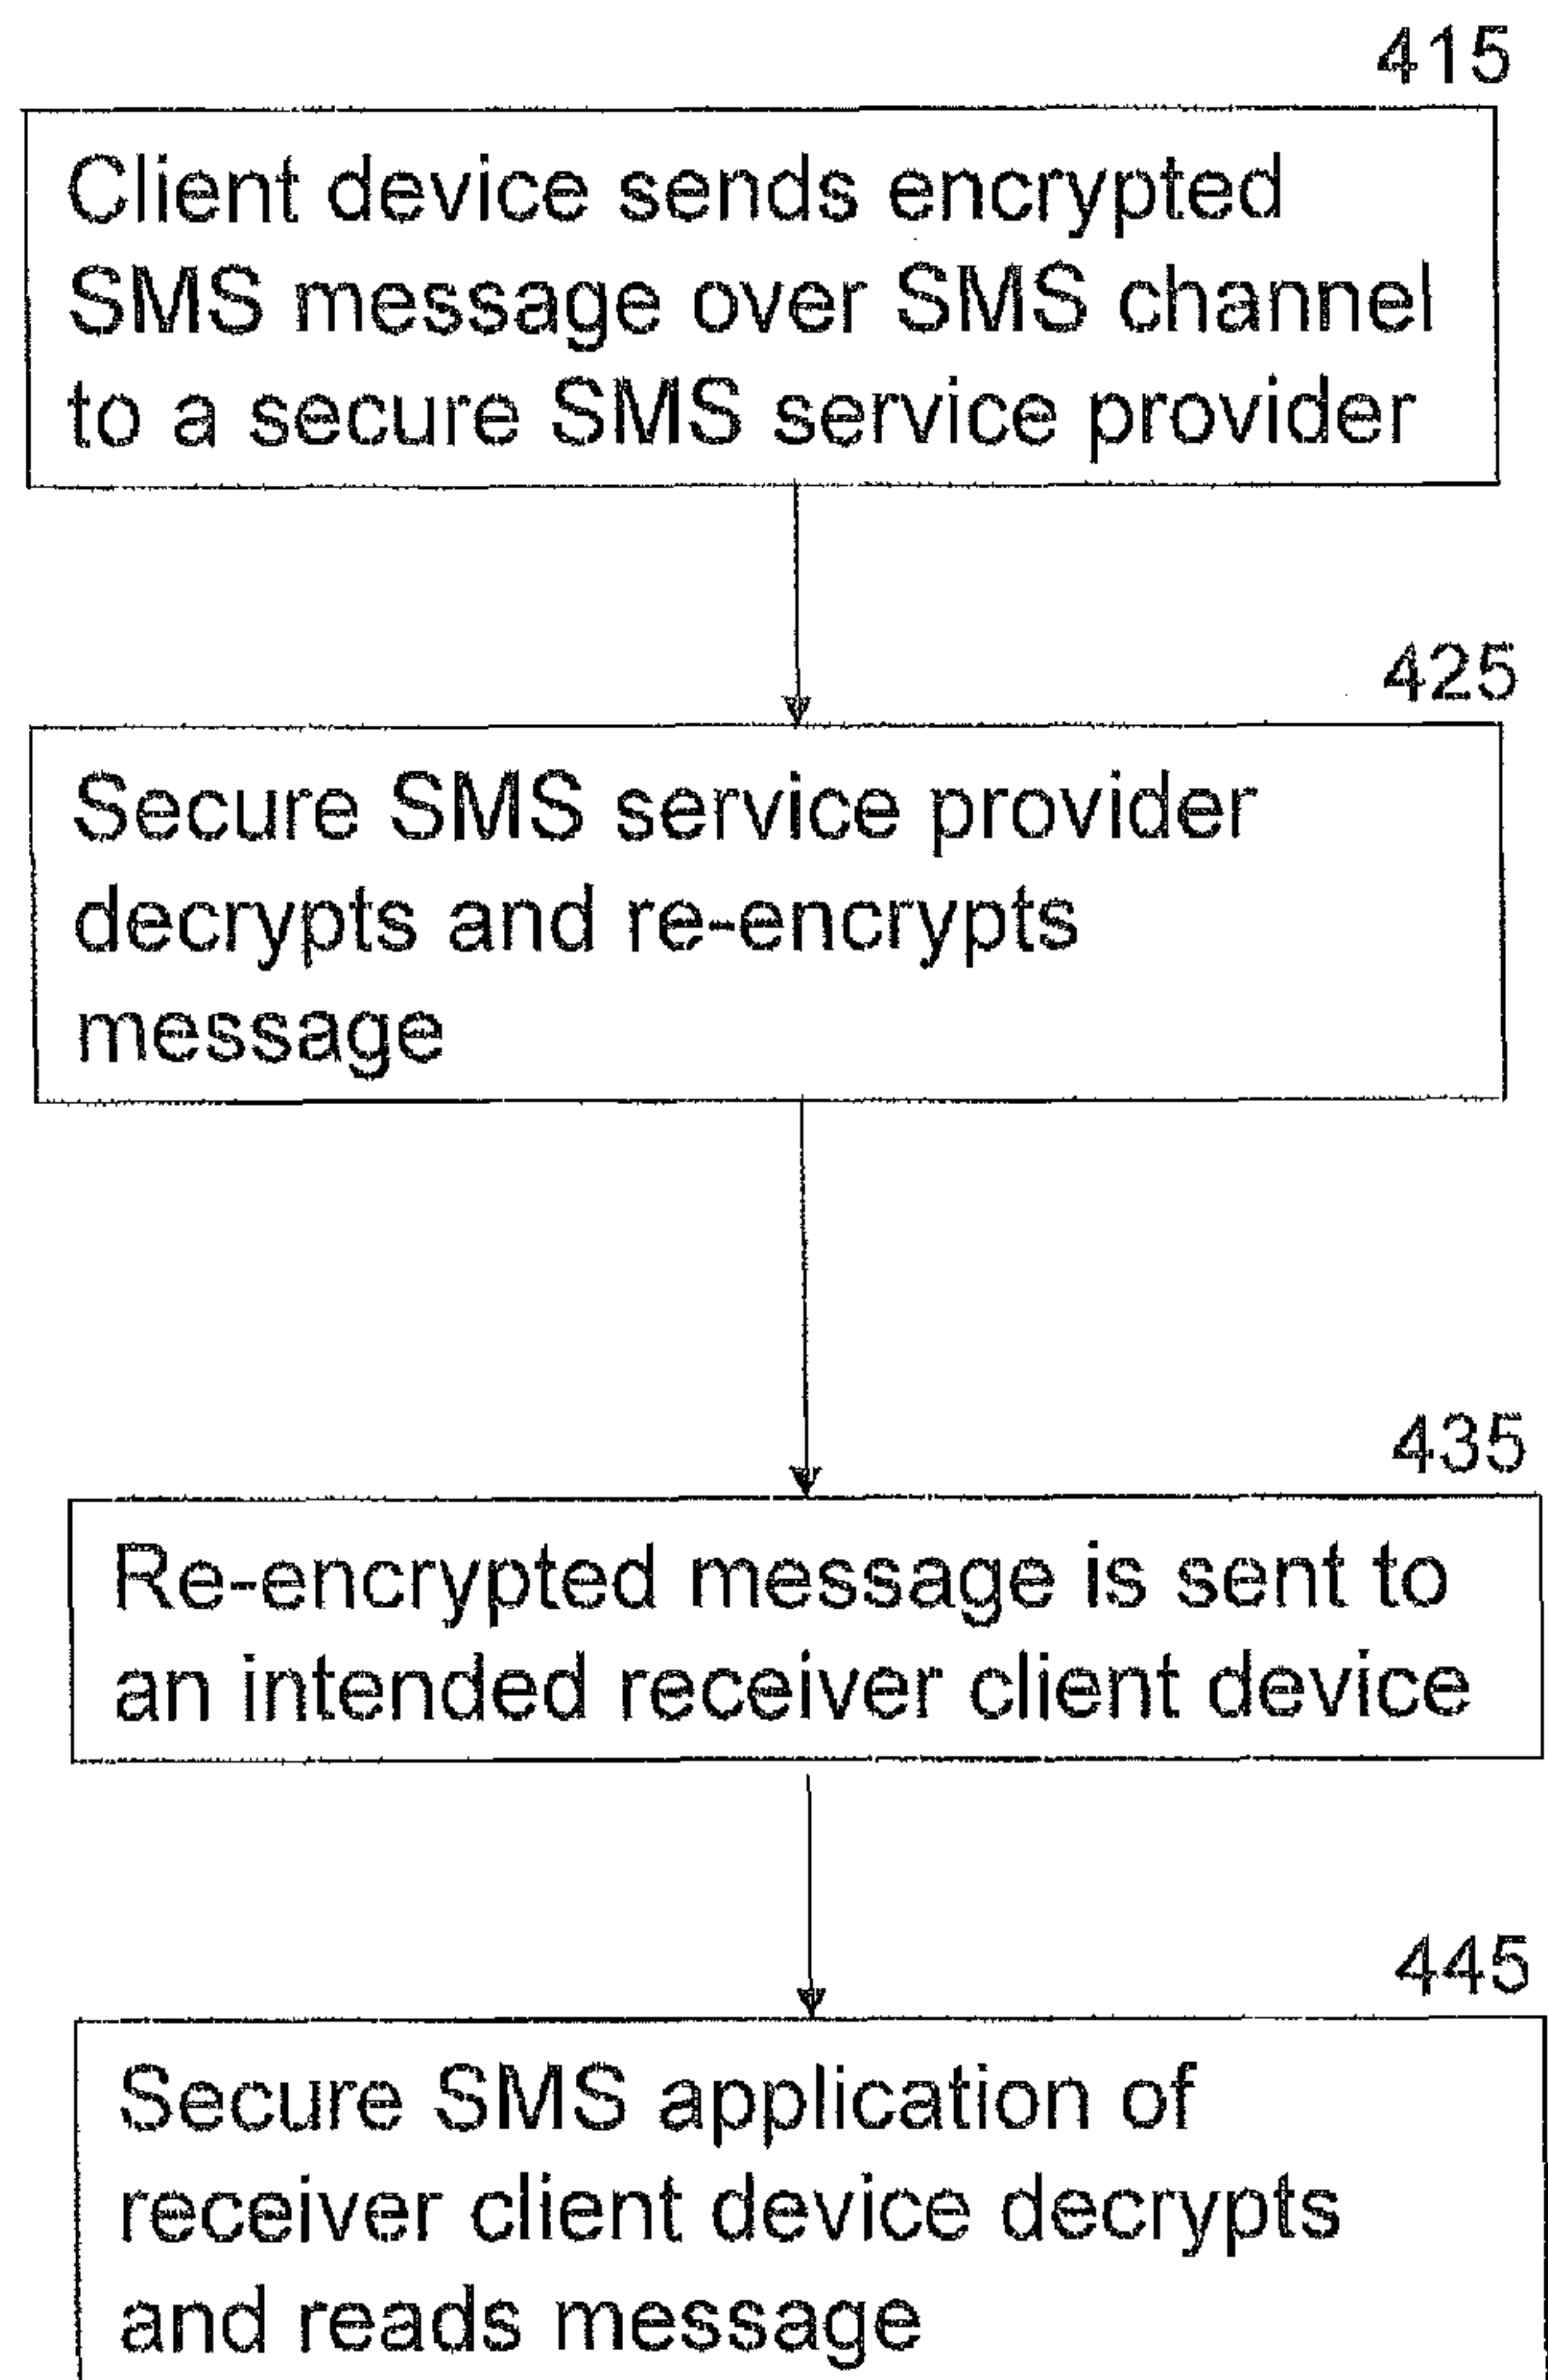 415
Client device sends encrypted
SMS message over SMS channel
to a secure SMS service provider
425
Secure SMS service provider
decrypts and re-encrypts
message
435
Re-encrypted message is sent to
an intended receiver client device
445
Secure SMS application of
receiver client device decrypts
and reads message